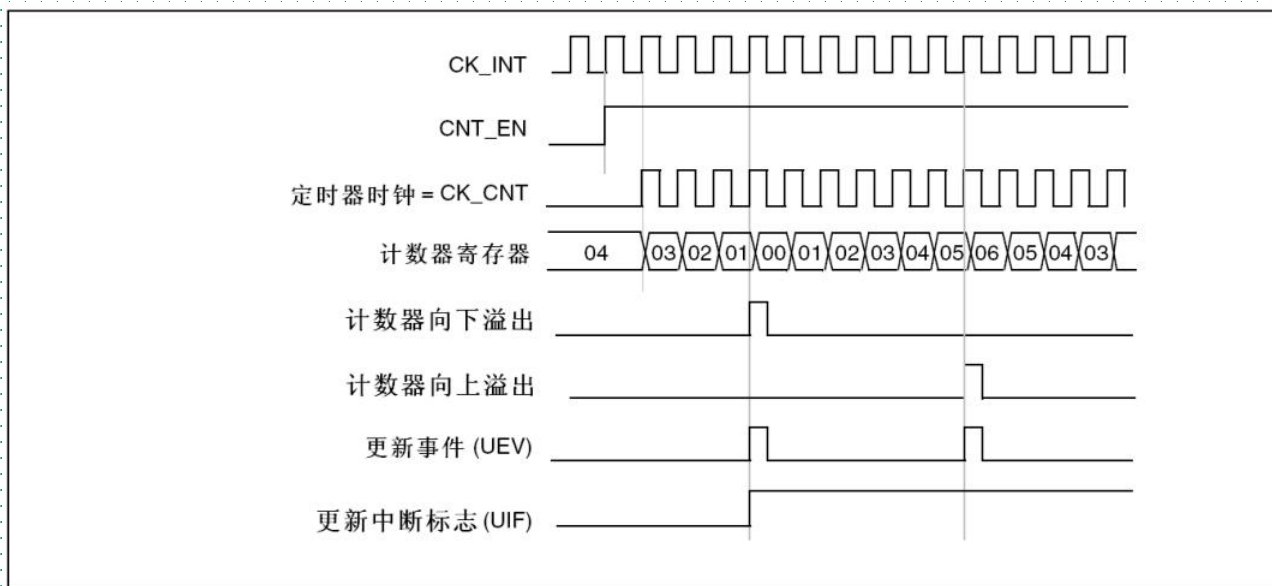 CK_INT
CNT_EN
定时器时钟 = CK_CNT
计数器寄存器 04 03 02 01 00 01 02 03 04 05 06 05 04 03
计数器向下溢出
计数器向上溢出
更新事件 (UEV)
更新中断标志 (UIF)